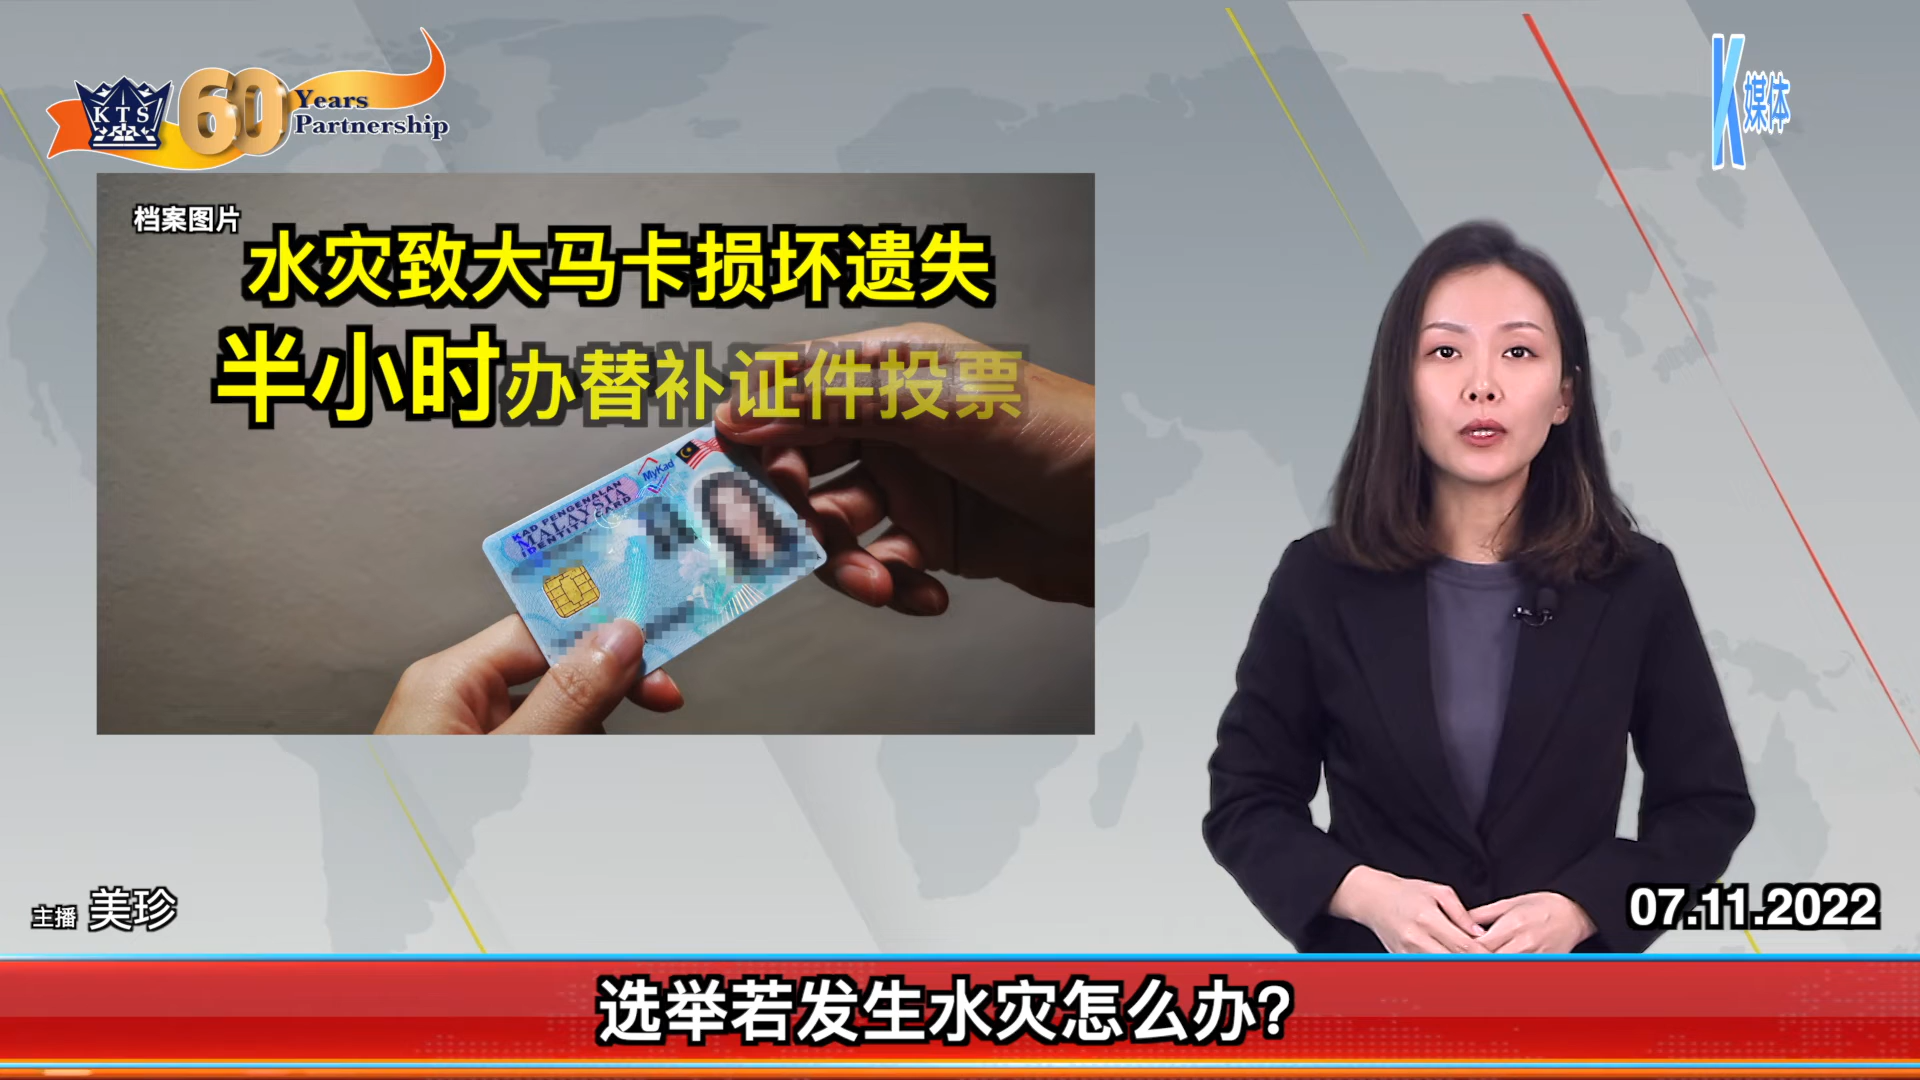 KTS
60
Years
Partnership
K媒体
档案图片
水灾致大马卡损坏遗失
半小时办替补证件投票
MyKad
KAD PENGENALAN
MALAYSIA
IDENTITY CARD
主播 美珍
07.11.2022
选举若发生水灾怎么办?